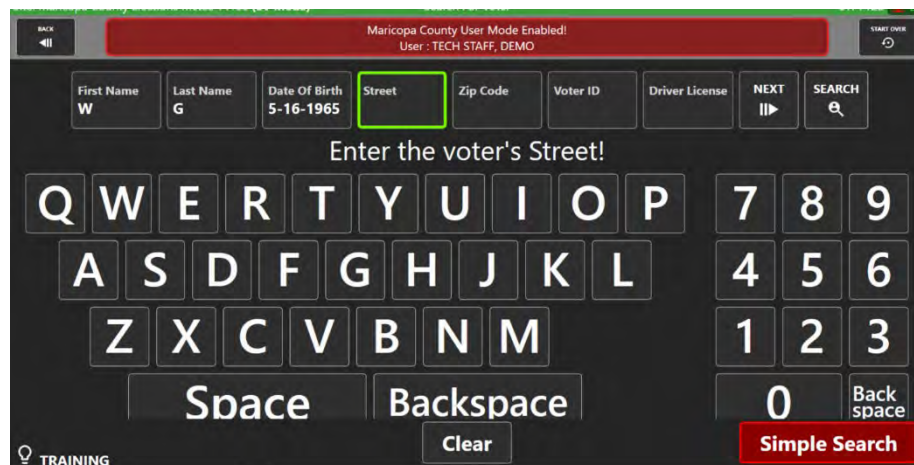 BACK
Maricopa County User Mode Enabled!
User : TECH STAFF, DEMO
START OVER
First Name
W
Last Name
G
Date Of Birth
5-16-1965
Street
Zip Code
Voter ID
Driver License
NEXT
SEARCH
Enter the voter's Street!
Q W E R T Y U I O P 7 8 9
A S D F G H J K L 4 5 6
Z X C V B N M 1 2 3
Space Backspace 0 Back space
Clear
Simple Search
TRAINING